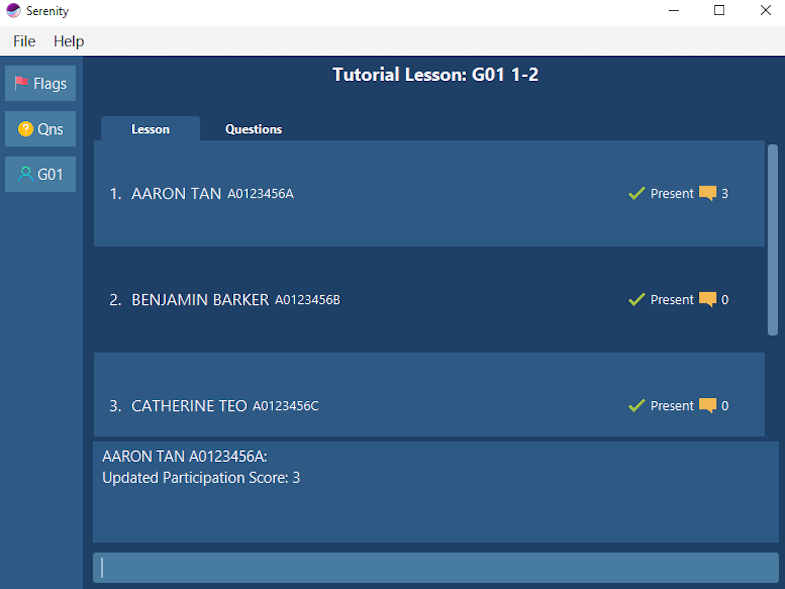 Serenity
File Help
Flags
Qns
G01
Tutorial Lesson: G01 1-2
Lesson Questions
1. AARON TAN A0123456A Present 3
2. BENJAMIN BARKER A0123456B Present 0
3. CATHERINE TEO A0123456C Present 0
AARON TAN A0123456A:
Updated Participation Score: 3